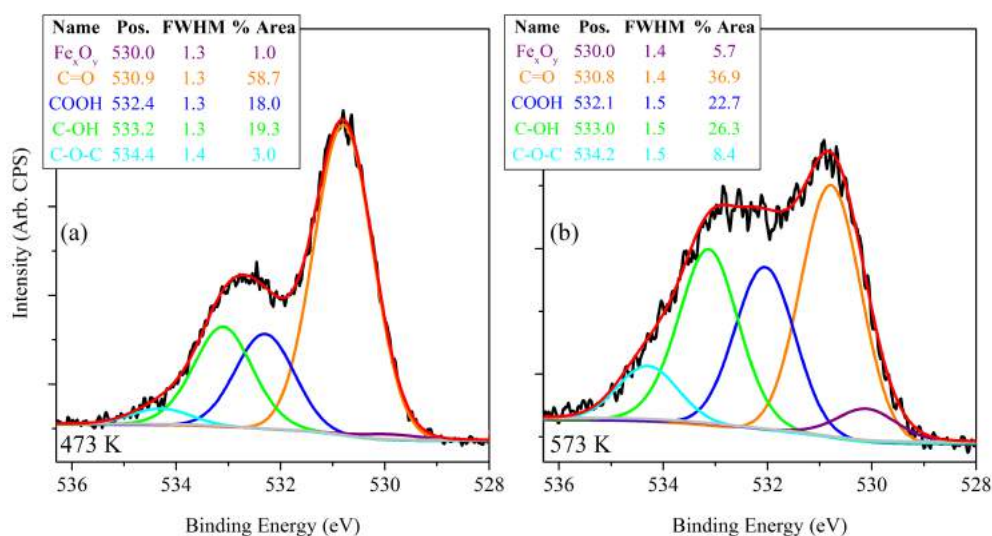 Name Pos. FWHM % Area
FeₓOᵧ 530.0 1.3 1.0
C=O 530.9 1.3 58.7
COOH 532.4 1.3 18.0
C-OH 533.2 1.3 19.3
C-O-C 534.4 1.4 3.0
Name Pos. FWHM % Area
FeₓOᵧ 530.0 1.4 5.7
C=O 530.8 1.4 36.9
COOH 532.1 1.5 22.7
C-OH 533.0 1.5 26.3
C-O-C 534.2 1.5 8.4
Intensity (Arb. CPS)
(a)
(b)
473 K
573 K
536 534 532 530 528
536 534 532 530 528
Binding Energy (eV)
Binding Energy (eV)